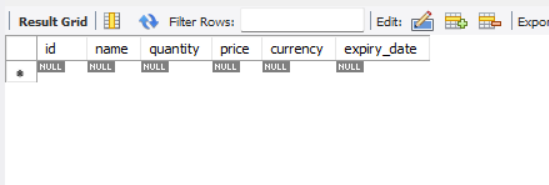 Result Grid Filter Rows: Edit: Expor
id name quantity price currency expiry_date
NULL NULL NULL NULL NULL NULL